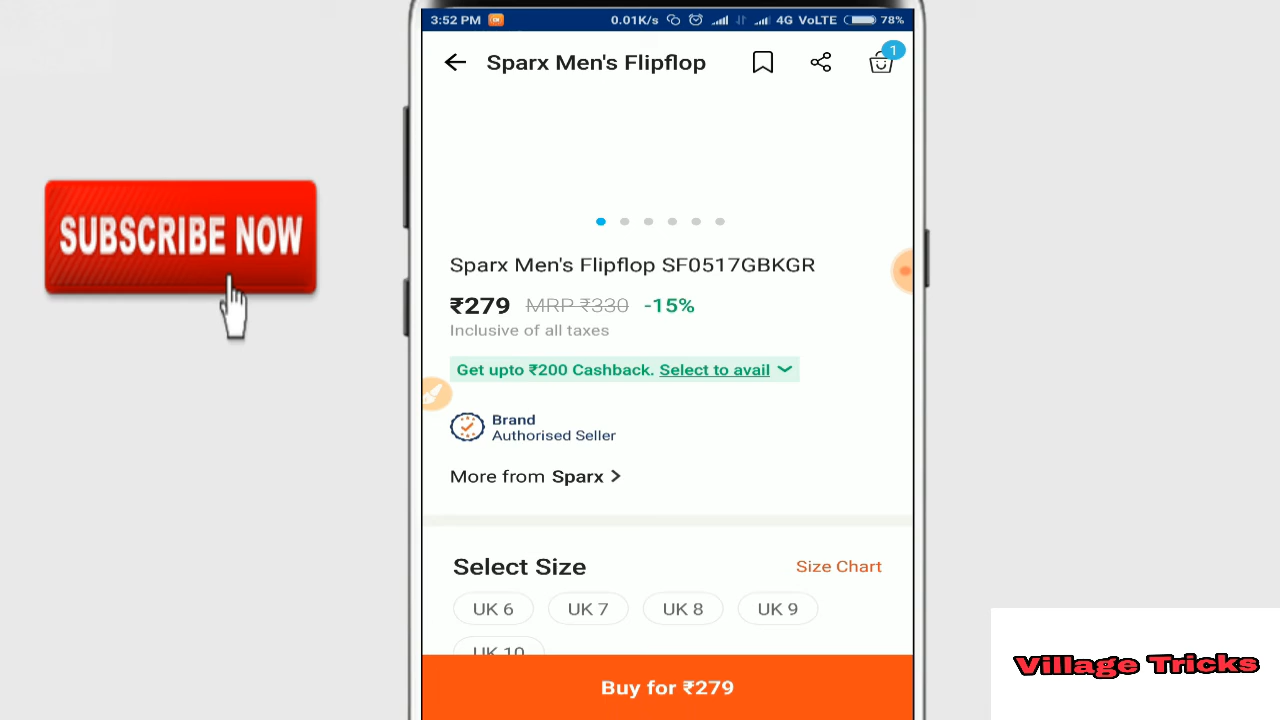 3:52 PM 0.01K/s 4G VoLTE 78%
Sparx Men's Flipflop
1
SUBSCRIBE NOW
Sparx Men's Flipflop SF0517GBKGR
₹279 MRP ₹330 -15%
Inclusive of all taxes
Get upto ₹200 Cashback. Select to avail
Brand
Authorised Seller
More from Sparx >
Select Size Size Chart
UK 6 UK 7 UK 8 UK 9
UK 10
Buy for ₹279
Village Tricks